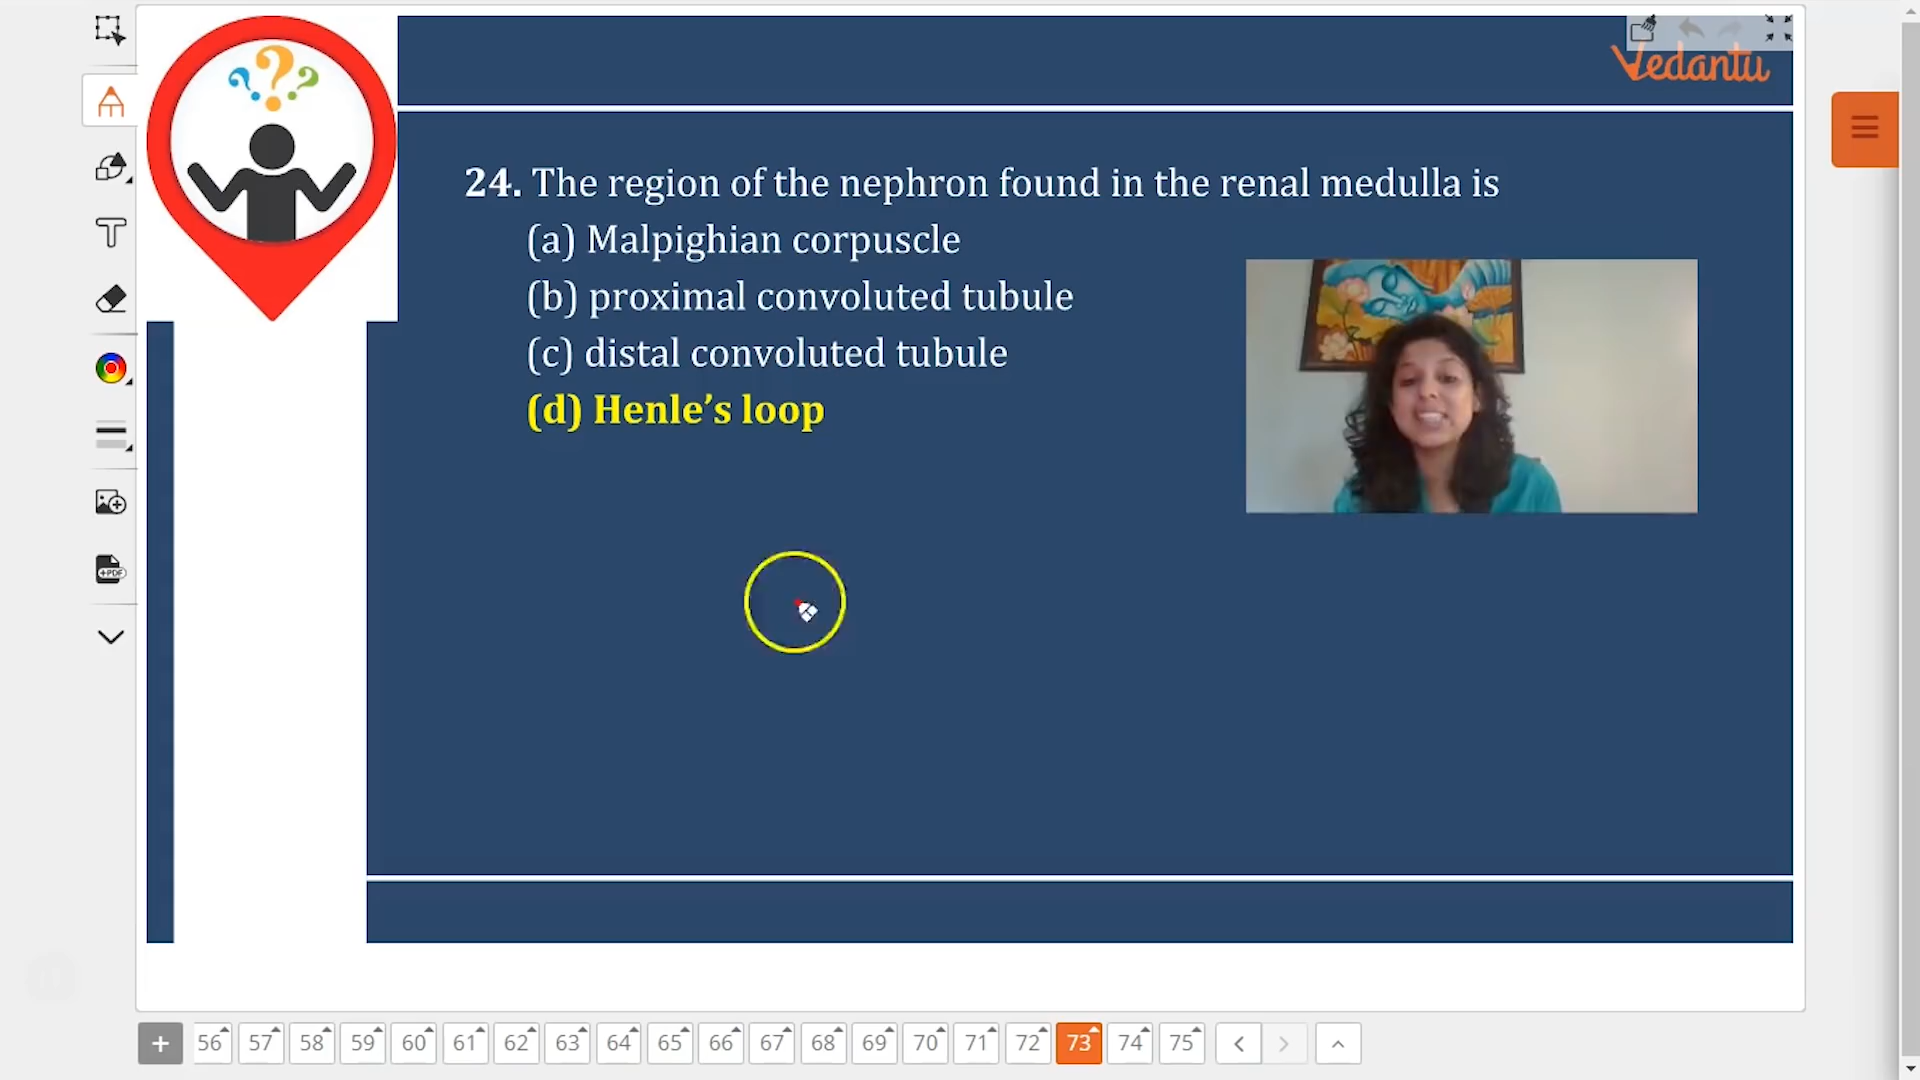 Vedantu
24. The region of the nephron found in the renal medulla is
(a) Malpighian corpuscle
(b) proximal convoluted tubule
(c) distal convoluted tubule
(d) Henle’s loop
+PDF
56 57 58 59 60 61 62 63 64 65 66 67 68 69 70 71 72 73 74 75